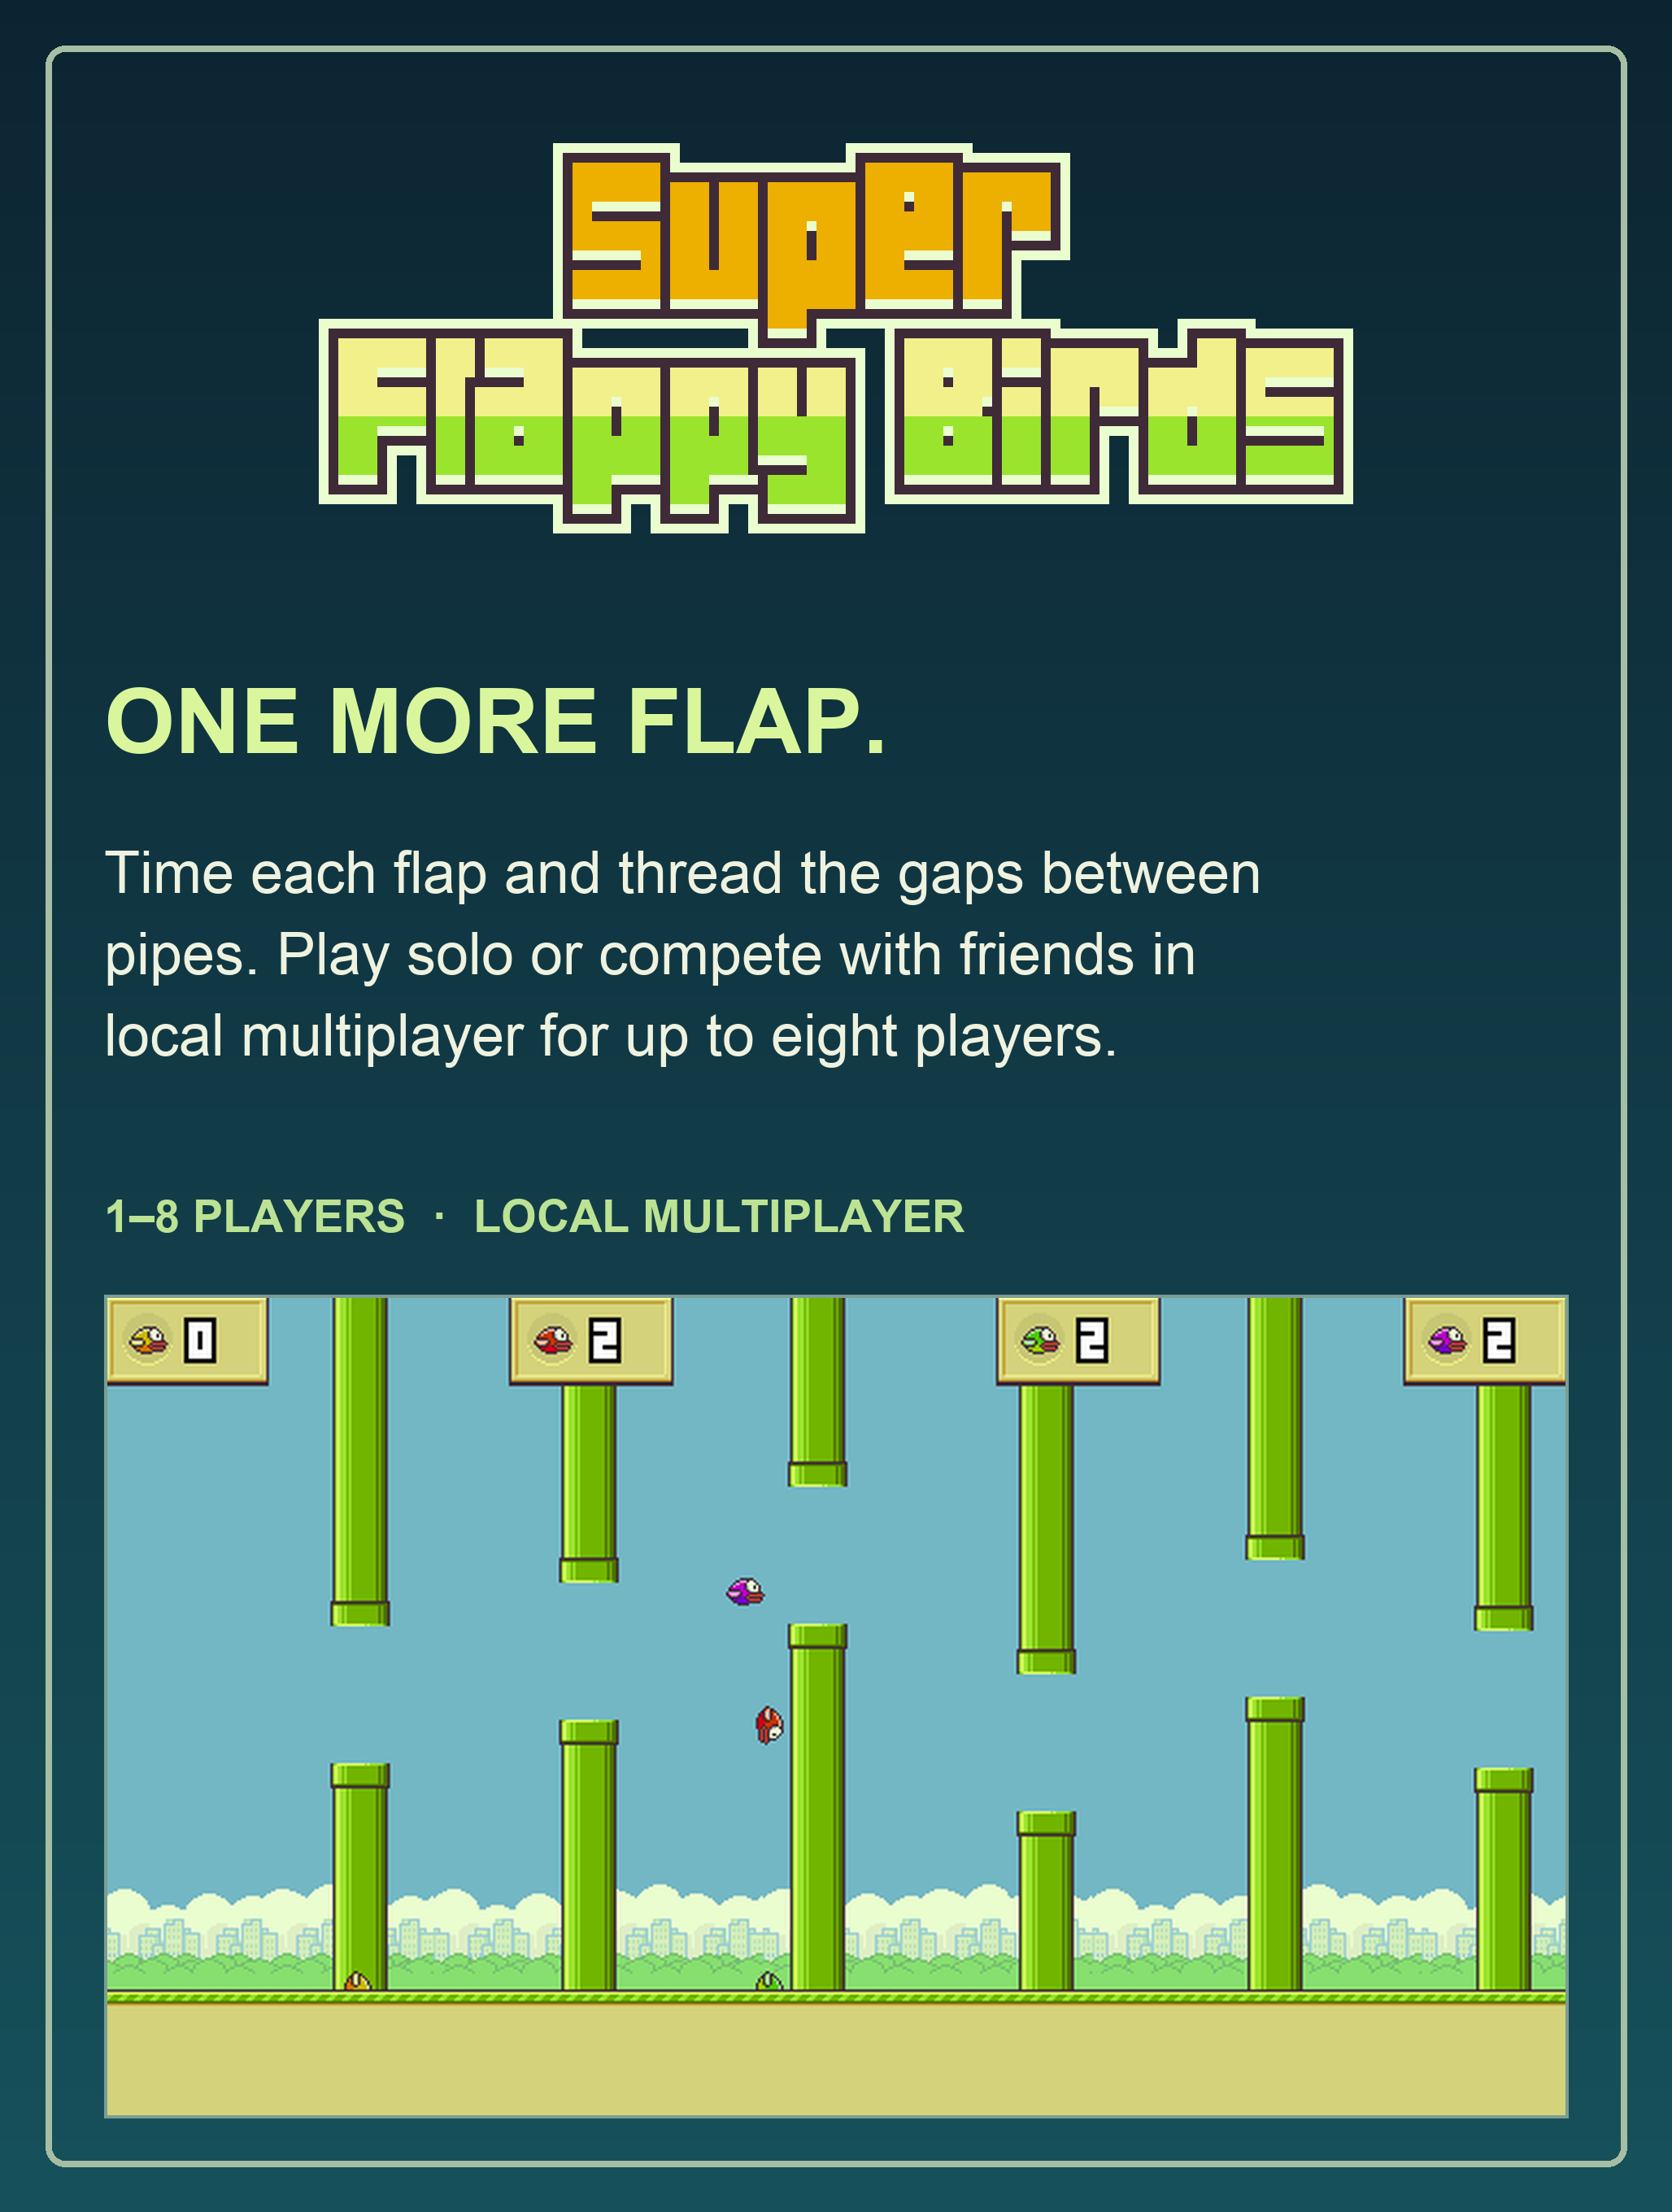 Super
Flappy Birds
ONE MORE FLAP.
Time each flap and thread the gaps between
pipes. Play solo or compete with friends in
local multiplayer for up to eight players.
1–8 PLAYERS · LOCAL MULTIPLAYER
0 2 2 2